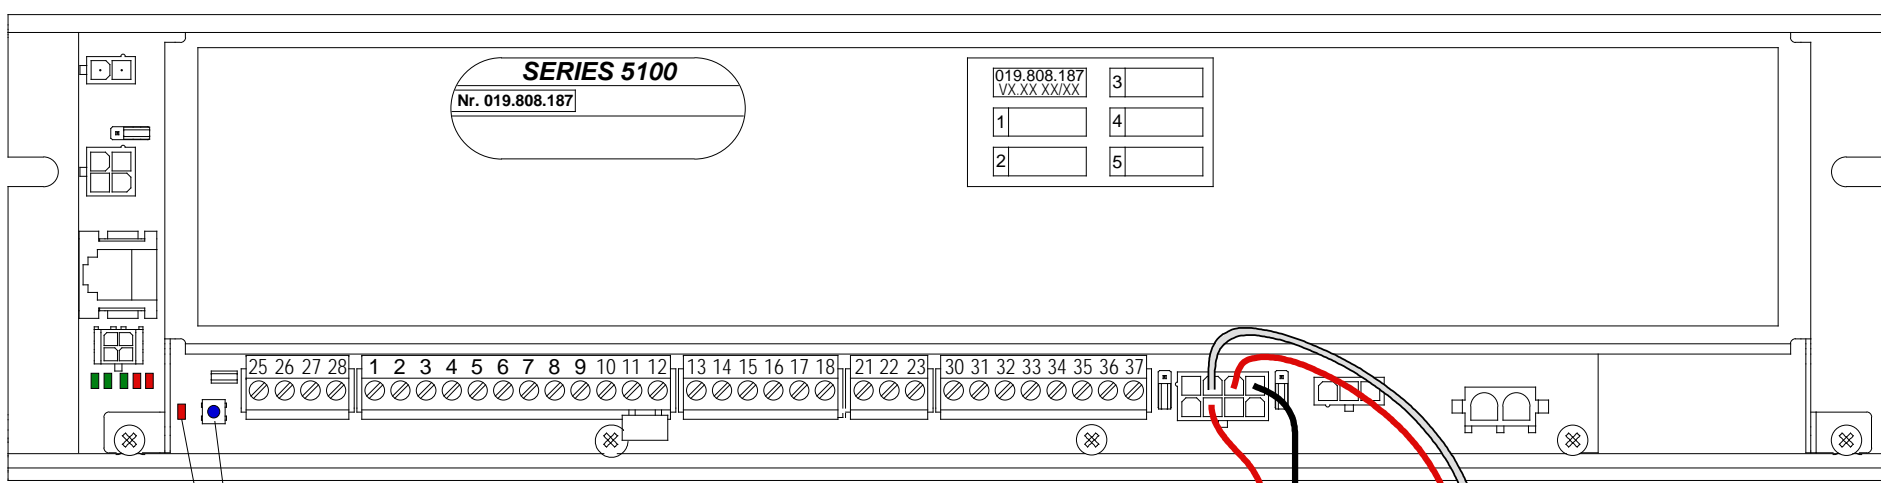 SERIES 5100
Nr. 019.808.187
019.808.187
VX.XX XX/XX
3
1
4
2
5
25 26 27 28 1 2 3 4 5 6 7 8 9 10 11 12 13 14 15 16 17 18 21 22 23 30 31 32 33 34 35 36 37